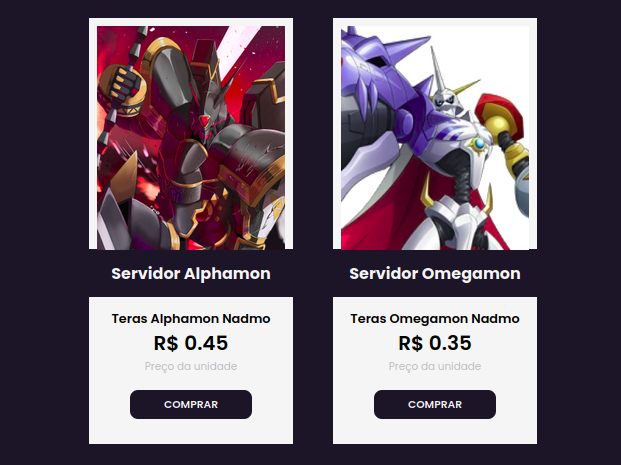 Servidor Alphamon
Teras Alphamon Nadmo
R$ 0.45
Preço da unidade
COMPRAR
Servidor Omegamon
Teras Omegamon Nadmo
R$ 0.35
Preço da unidade
COMPRAR